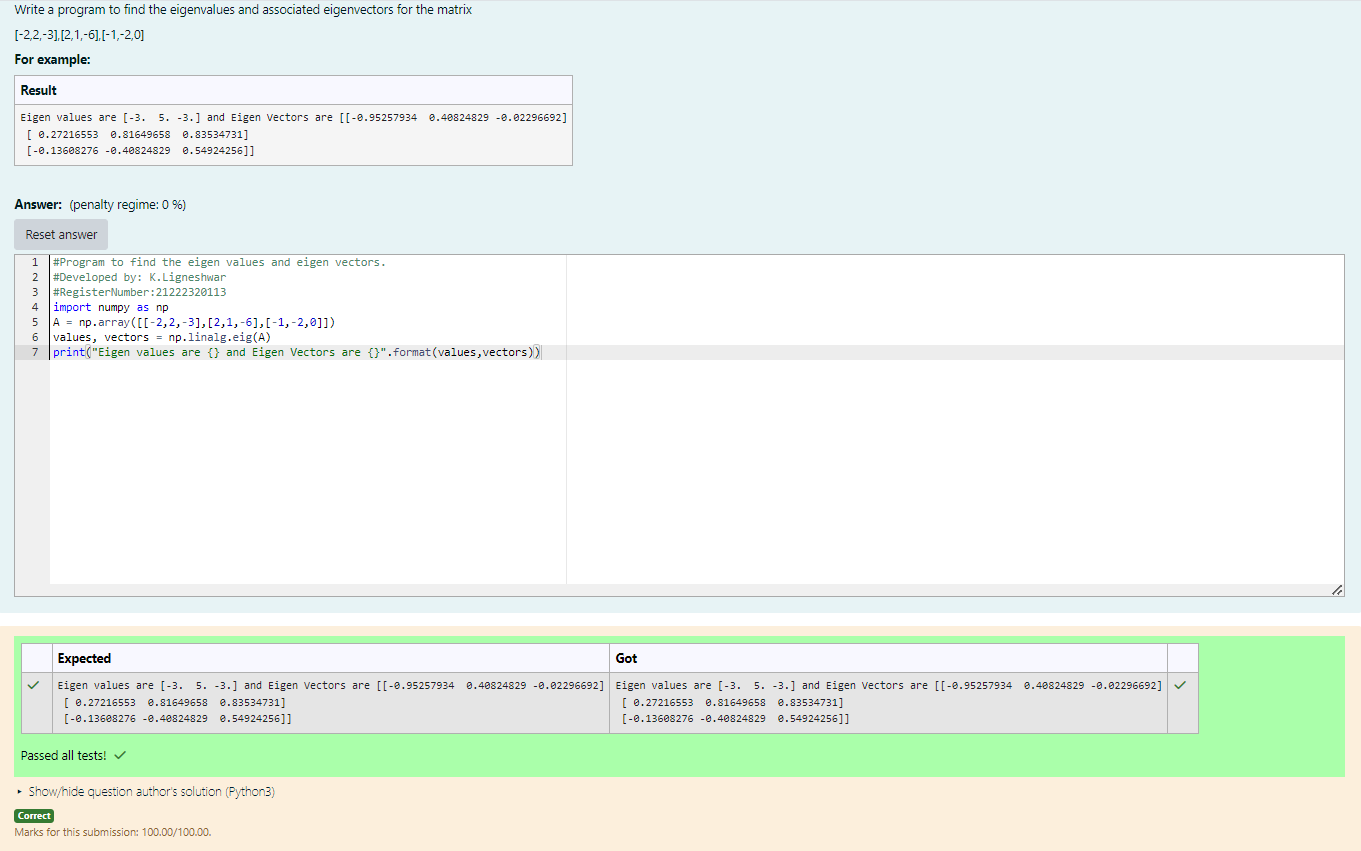 Write a program to find the eigenvalues and associated eigenvectors for the matrix
[-2,2,-3],[2,1,-6],[-1,-2,0]
For example:
Result
Eigen values are [-3.  5. -3.] and Eigen Vectors are [[-0.95257934  0.40824829 -0.02296692]
 [ 0.27216553  0.81649658  0.83534731]
 [-0.13608276 -0.40824829  0.54924256]]
Answer: (penalty regime: 0 %)
Reset answer
1 #Program to find the eigen values and eigen vectors.
2 #Developed by: K.Ligneshwar
3 #RegisterNumber:21222320113
4 import numpy as np
5 A = np.array([[-2,2,-3],[2,1,-6],[-1,-2,0]])
6 values, vectors = np.linalg.eig(A)
7 print("Eigen values are {} and Eigen Vectors are {}".format(values,vectors))
Expected Got
Eigen values are [-3.  5. -3.] and Eigen Vectors are [[-0.95257934  0.40824829 -0.02296692] Eigen values are [-3.  5. -3.] and Eigen Vectors are [[-0.95257934  0.40824829 -0.02296692]
 [ 0.27216553  0.81649658  0.83534731]  [ 0.27216553  0.81649658  0.83534731]
 [-0.13608276 -0.40824829  0.54924256]]  [-0.13608276 -0.40824829  0.54924256]]
Passed all tests!
Show/hide question author's solution (Python3)
Correct
Marks for this submission: 100.00/100.00.